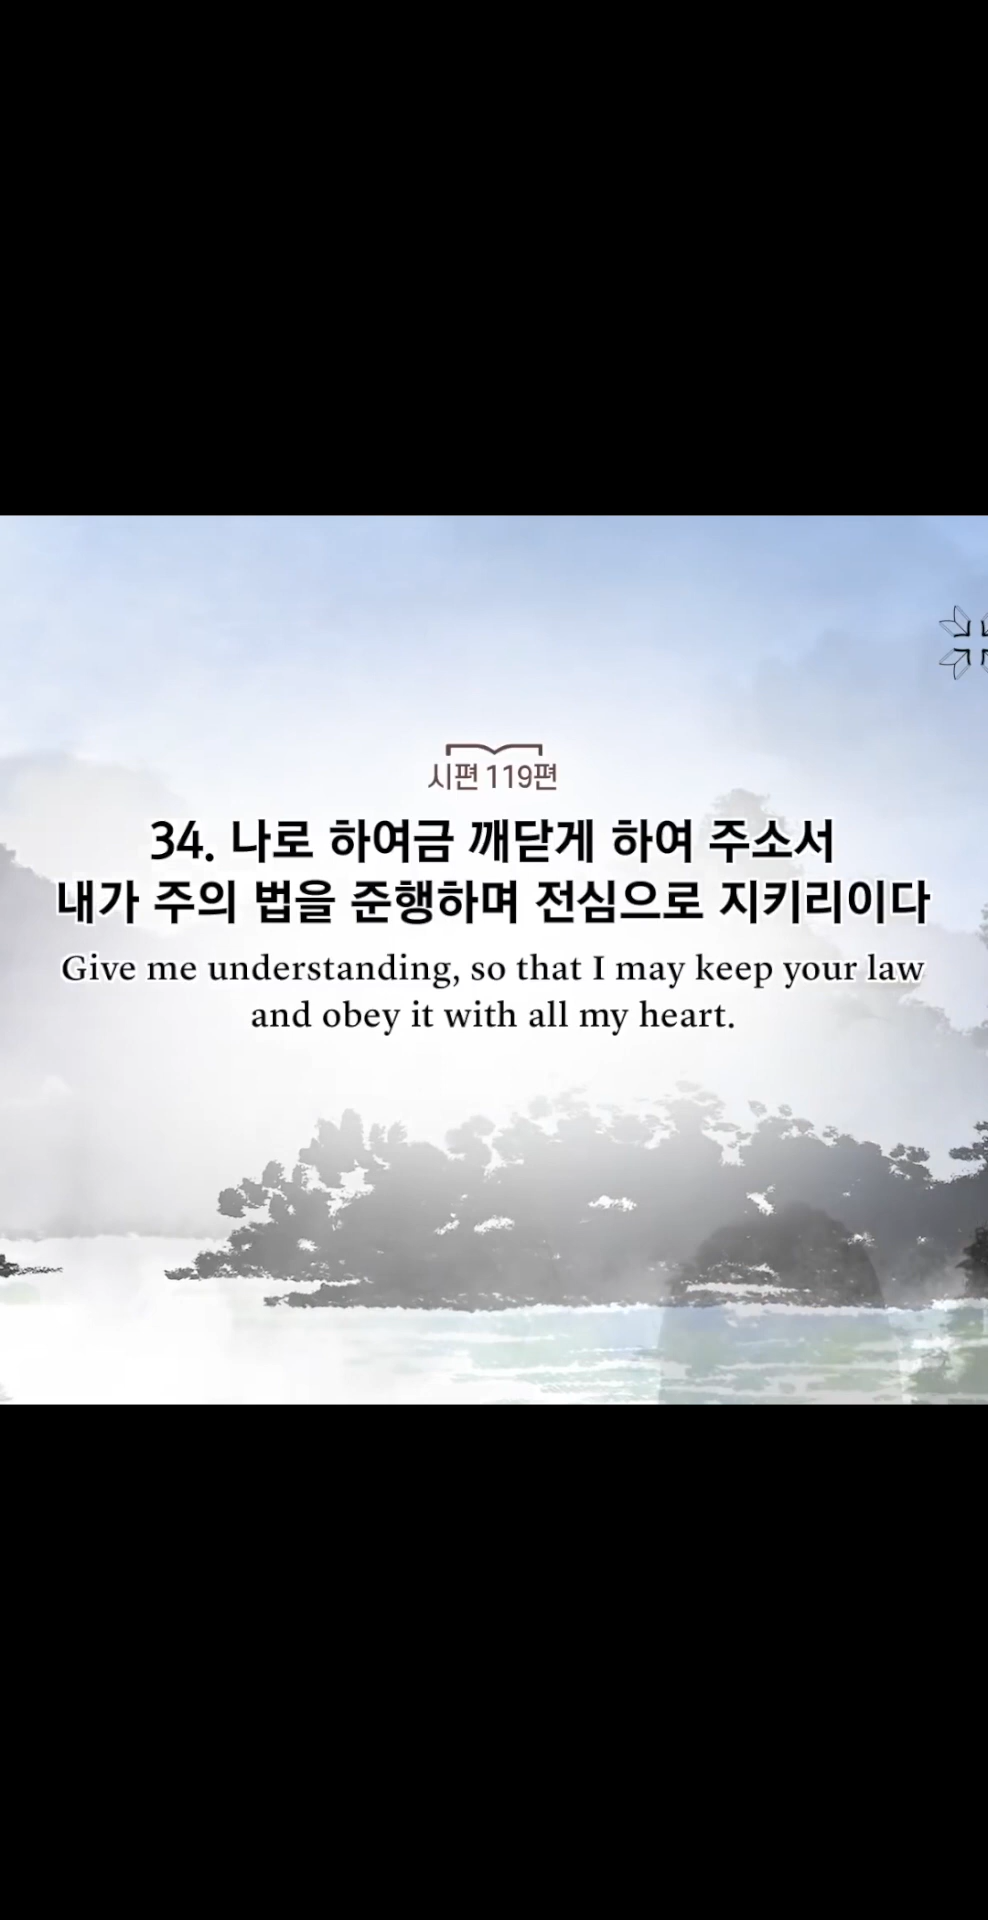 시편 119편
34. 나로 하여금 깨닫게 하여 주소서
내가 주의 법을 준행하며 전심으로 지키리이다
Give me understanding, so that I may keep your law
and obey it with all my heart.